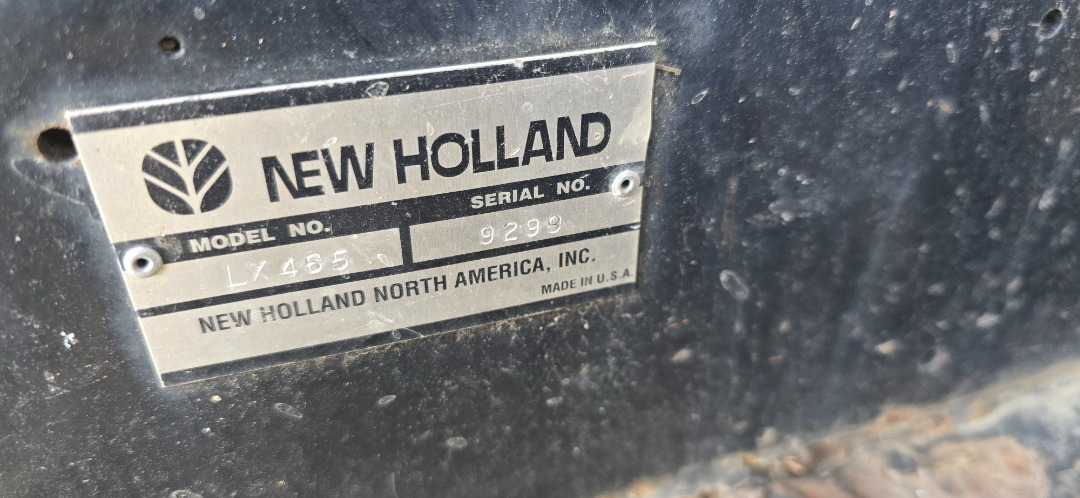 NEW HOLLAND
MODEL NO.
SERIAL NO.
LX465
9299
NEW HOLLAND NORTH AMERICA, INC.
MADE IN U.S.A.